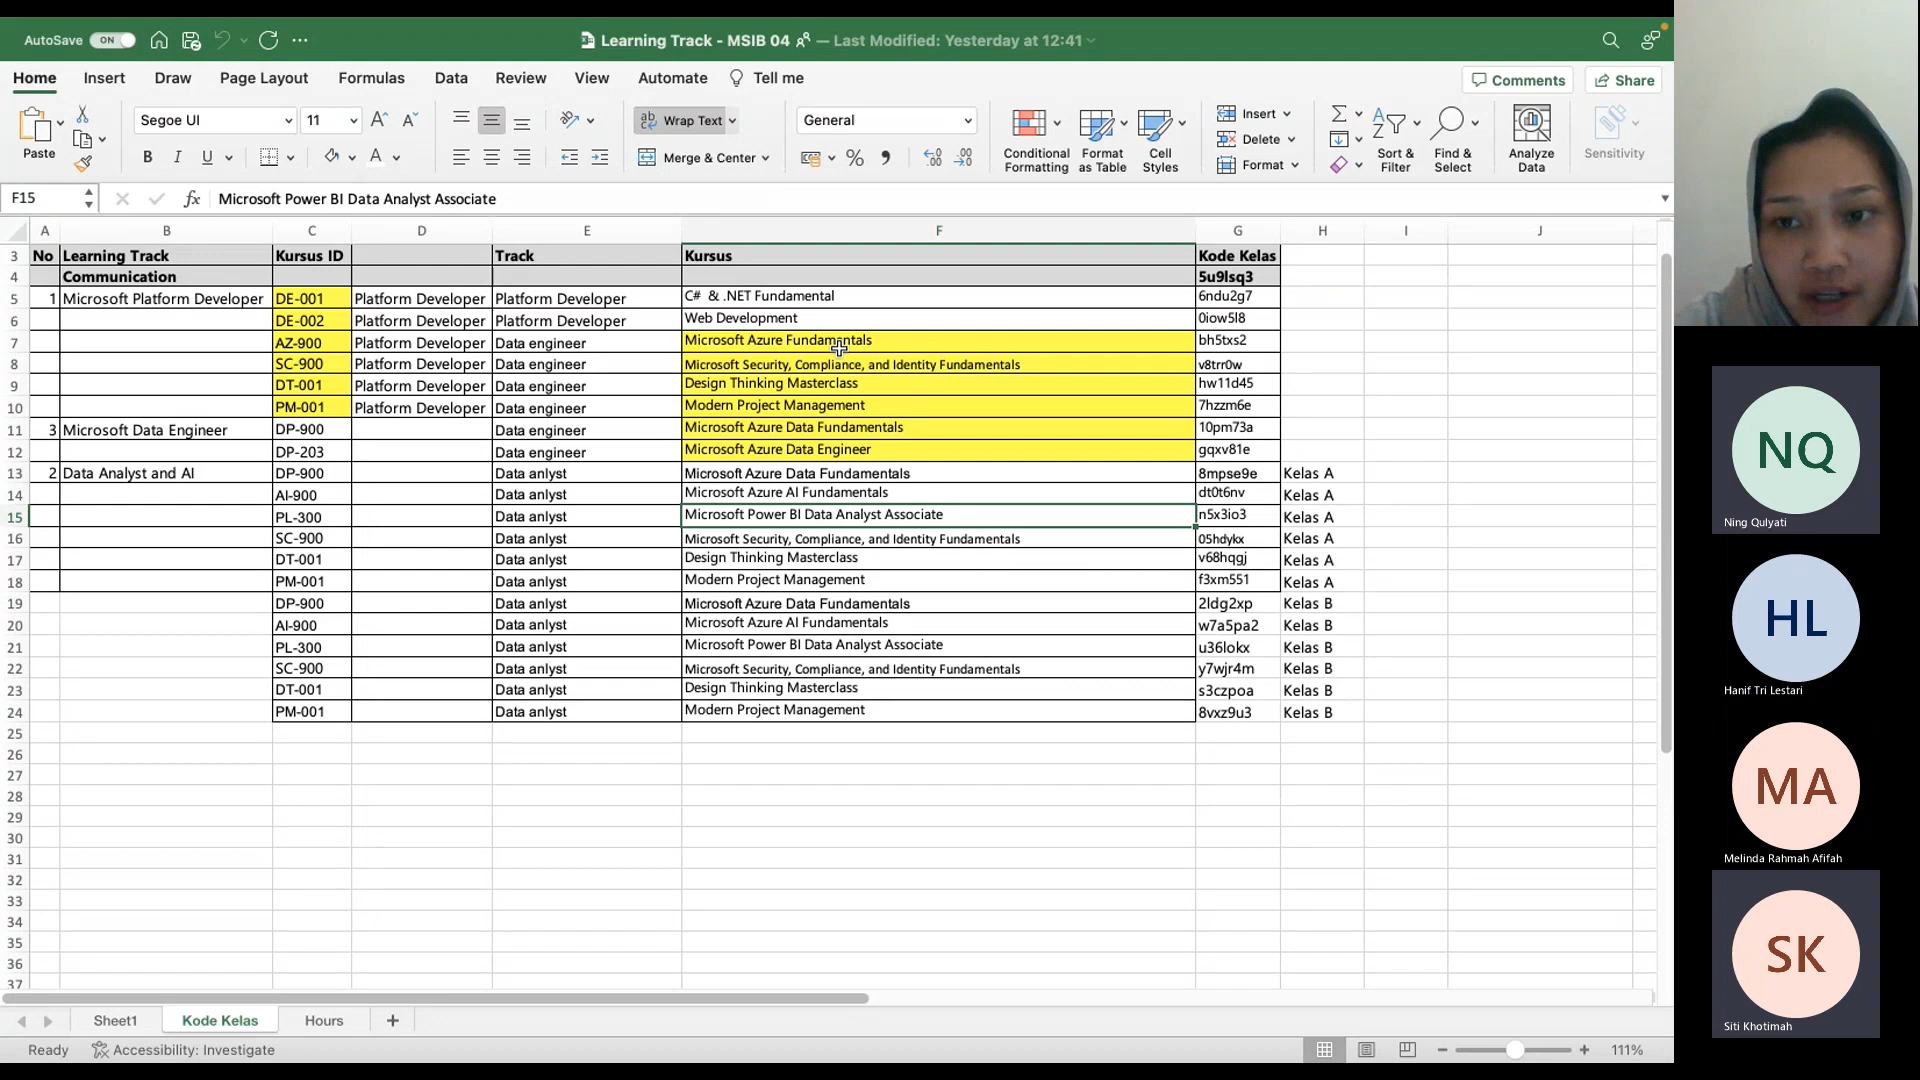 AutoSave ON Learning Track - MSIB 04 — Last Modified: Yesterday at 12:41
Home Insert Draw Page Layout Formulas Data Review View Automate Tell me Comments Share
Paste Segoe UI 11 B I U A Wrap Text Merge & Center General Conditional Formatting Format as Table Cell Styles Insert Delete Format Sort & Filter Find & Select Analyze Data Sensitivity
F15 fx Microsoft Power BI Data Analyst Associate
A B C D E F G H I J
3 No Learning Track Kursus ID Track Kursus Kode Kelas
4 Communication 5u9lsq3
5 1 Microsoft Platform Developer DE-001 Platform Developer Platform Developer C# & .NET Fundamental 6ndu2g7
6 DE-002 Platform Developer Platform Developer Web Development 0iow5l8
7 AZ-900 Platform Developer Data engineer Microsoft Azure Fundamentals bh5txs2
8 SC-900 Platform Developer Data engineer Microsoft Security, Compliance, and Identity Fundamentals v8trr0w
9 DT-001 Platform Developer Data engineer Design Thinking Masterclass hw11d45
10 PM-001 Platform Developer Data engineer Modern Project Management 7hzzm6e
11 3 Microsoft Data Engineer DP-900 Data engineer Microsoft Azure Data Fundamentals 10pm73a
12 DP-203 Data engineer Microsoft Azure Data Engineer gqxv81e
13 2 Data Analyst and AI DP-900 Data anlyst Microsoft Azure Data Fundamentals 8mpse9e Kelas A
14 AI-900 Data anlyst Microsoft Azure AI Fundamentals dt0t6nv Kelas A
15 PL-300 Data anlyst Microsoft Power BI Data Analyst Associate n5x3io3 Kelas A
16 SC-900 Data anlyst Microsoft Security, Compliance, and Identity Fundamentals 05hdykx Kelas A
17 DT-001 Data anlyst Design Thinking Masterclass v68hqgj Kelas A
18 PM-001 Data anlyst Modern Project Management f3xm551 Kelas A
19 DP-900 Data anlyst Microsoft Azure Data Fundamentals 2ldg2xp Kelas B
20 AI-900 Data anlyst Microsoft Azure AI Fundamentals w7a5pa2 Kelas B
21 PL-300 Data anlyst Microsoft Power BI Data Analyst Associate u36lokx Kelas B
22 SC-900 Data anlyst Microsoft Security, Compliance, and Identity Fundamentals y7wjr4m Kelas B
23 DT-001 Data anlyst Design Thinking Masterclass s3czpoa Kelas B
24 PM-001 Data anlyst Modern Project Management 8vxz9u3 Kelas B
25
26
27
28
29
30
31
32
33
34
35
36
37
Sheet1 Kode Kelas Hours
Ready Accessibility: Investigate 111%
NQ
Ning Qulyati
HL
Hanif Tri Lestari
MA
Melinda Rahmah Afifah
SK
Siti Khotimah